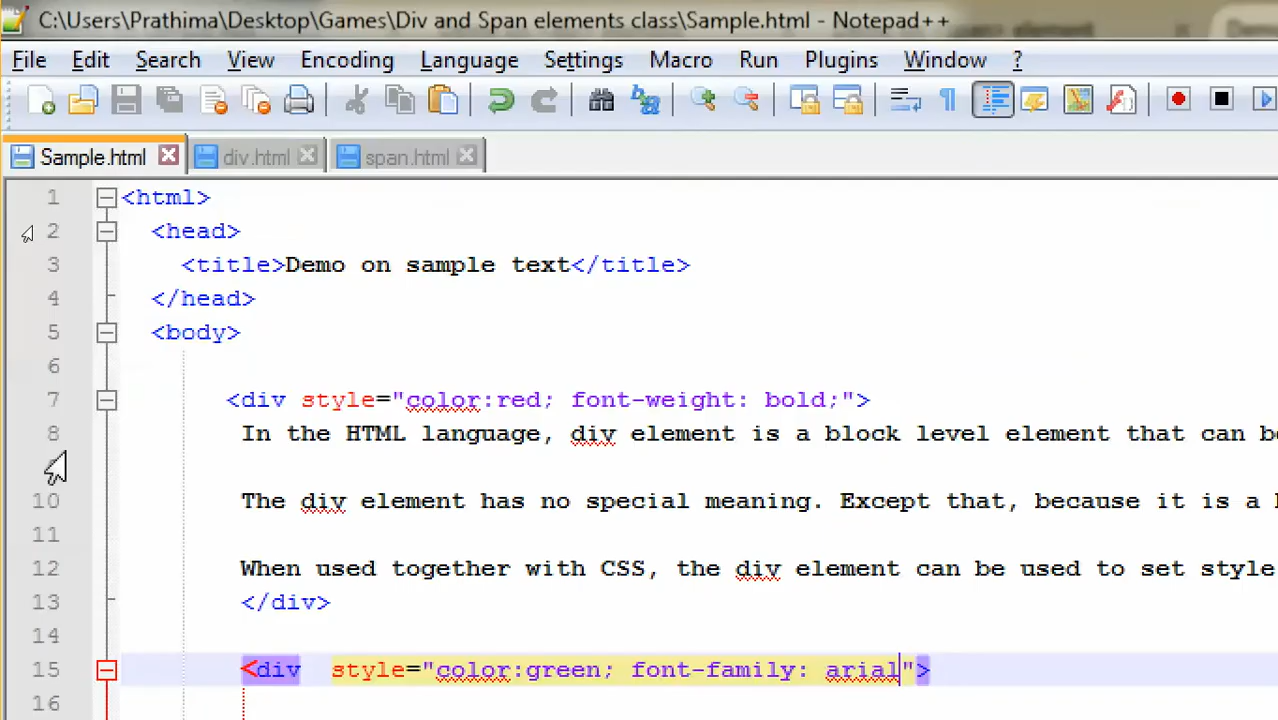 C:\Users\Prathima\Desktop\Games\Div and Span elements class\Sample.html - Notepad++
File Edit Search View Encoding Language Settings Macro Run Plugins Window ?
Sample.html div.html span.html
1 <html>
2 <head>
3 <title>Demo on sample text</title>
4 </head>
5 <body>
6
7 <div style="color:red; font-weight: bold;">
8 In the HTML language, div element is a block level element that can be
10 The div element has no special meaning. Except that, because it is a
11
12 When used together with CSS, the div element can be used to set style
13 </div>
14
15 <div  style="color:green; font-family: arial">
16